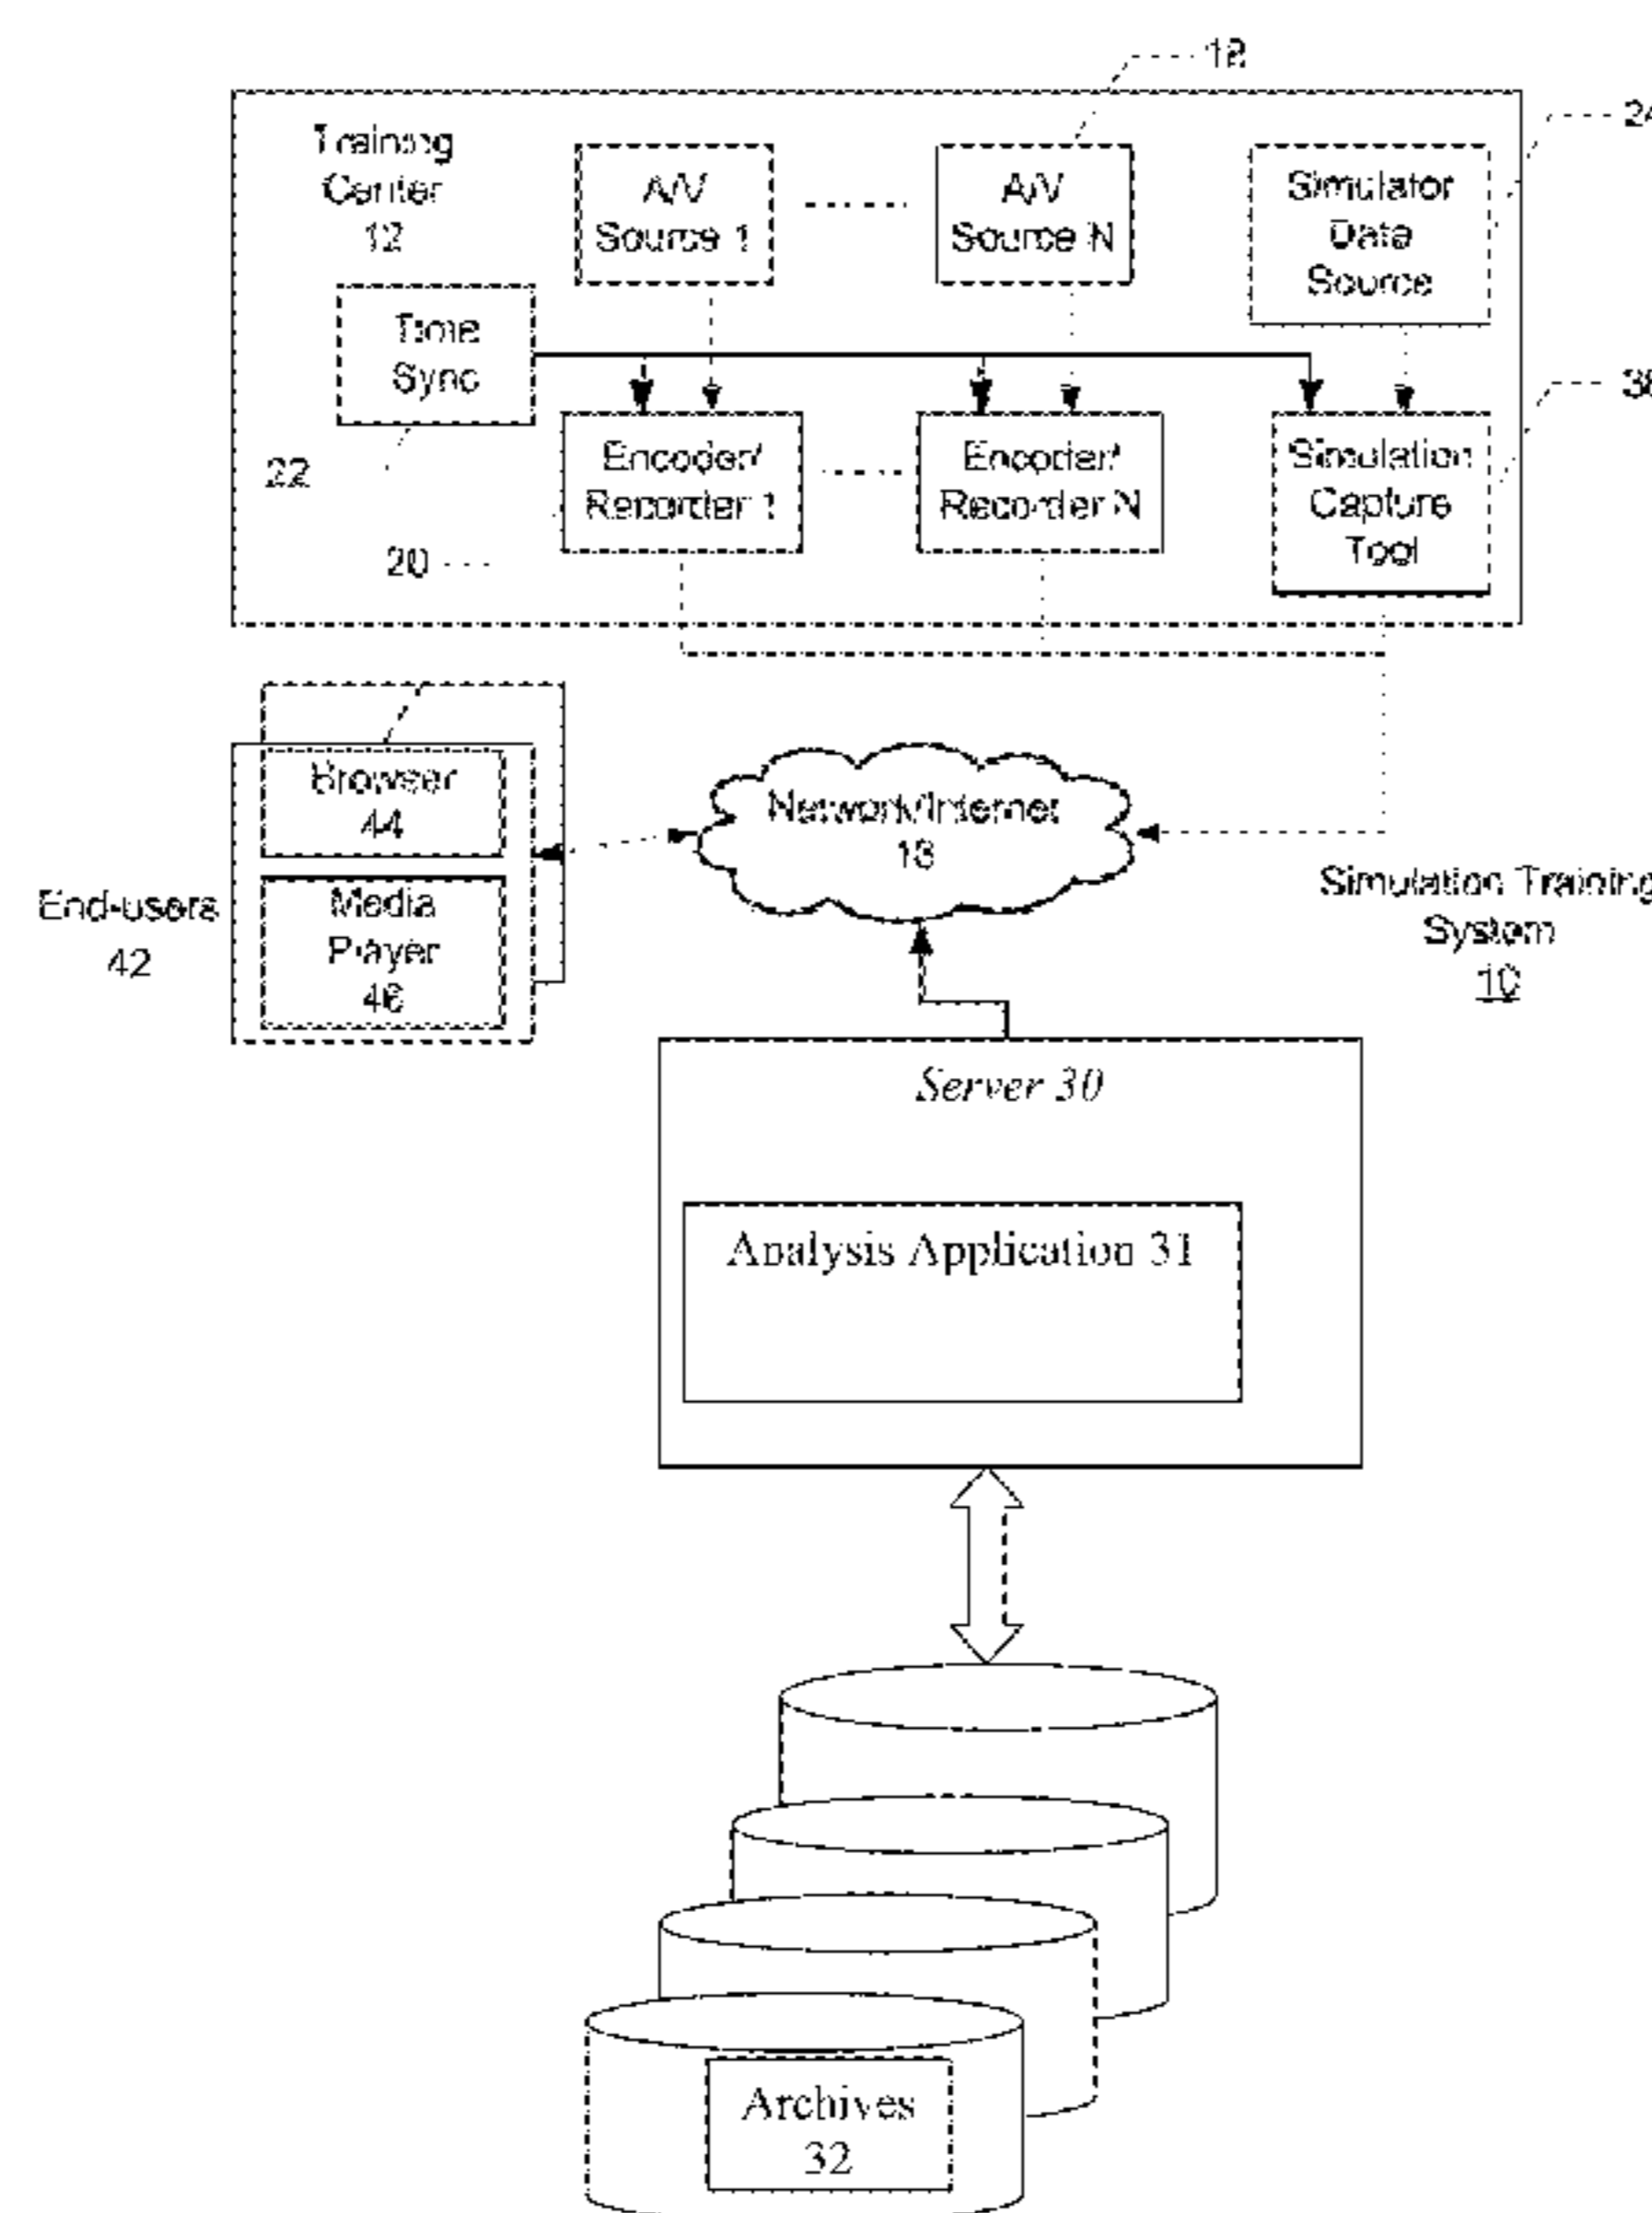 24
Training
Center
12
A/V
Source 1
A/V
Source N
Simulator
Data
Source
Time
Sync
22
Encoder/
Recorder 1
Encoder/
Recorder N
Simulation
Capture
Tool
20
Browser
44
Network/Internet
Media
Player
46
End-users
42
Simulation Training
System
10
Server 30
Analysis Application 31
Archives
32